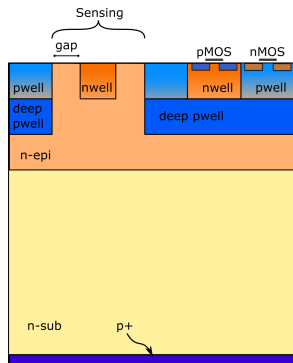 Sensing
gap
pMOS
nMOS
pwell
nwell
nwell
pwell
deep
pwell
deep pwell
n-epi
n-sub
p+